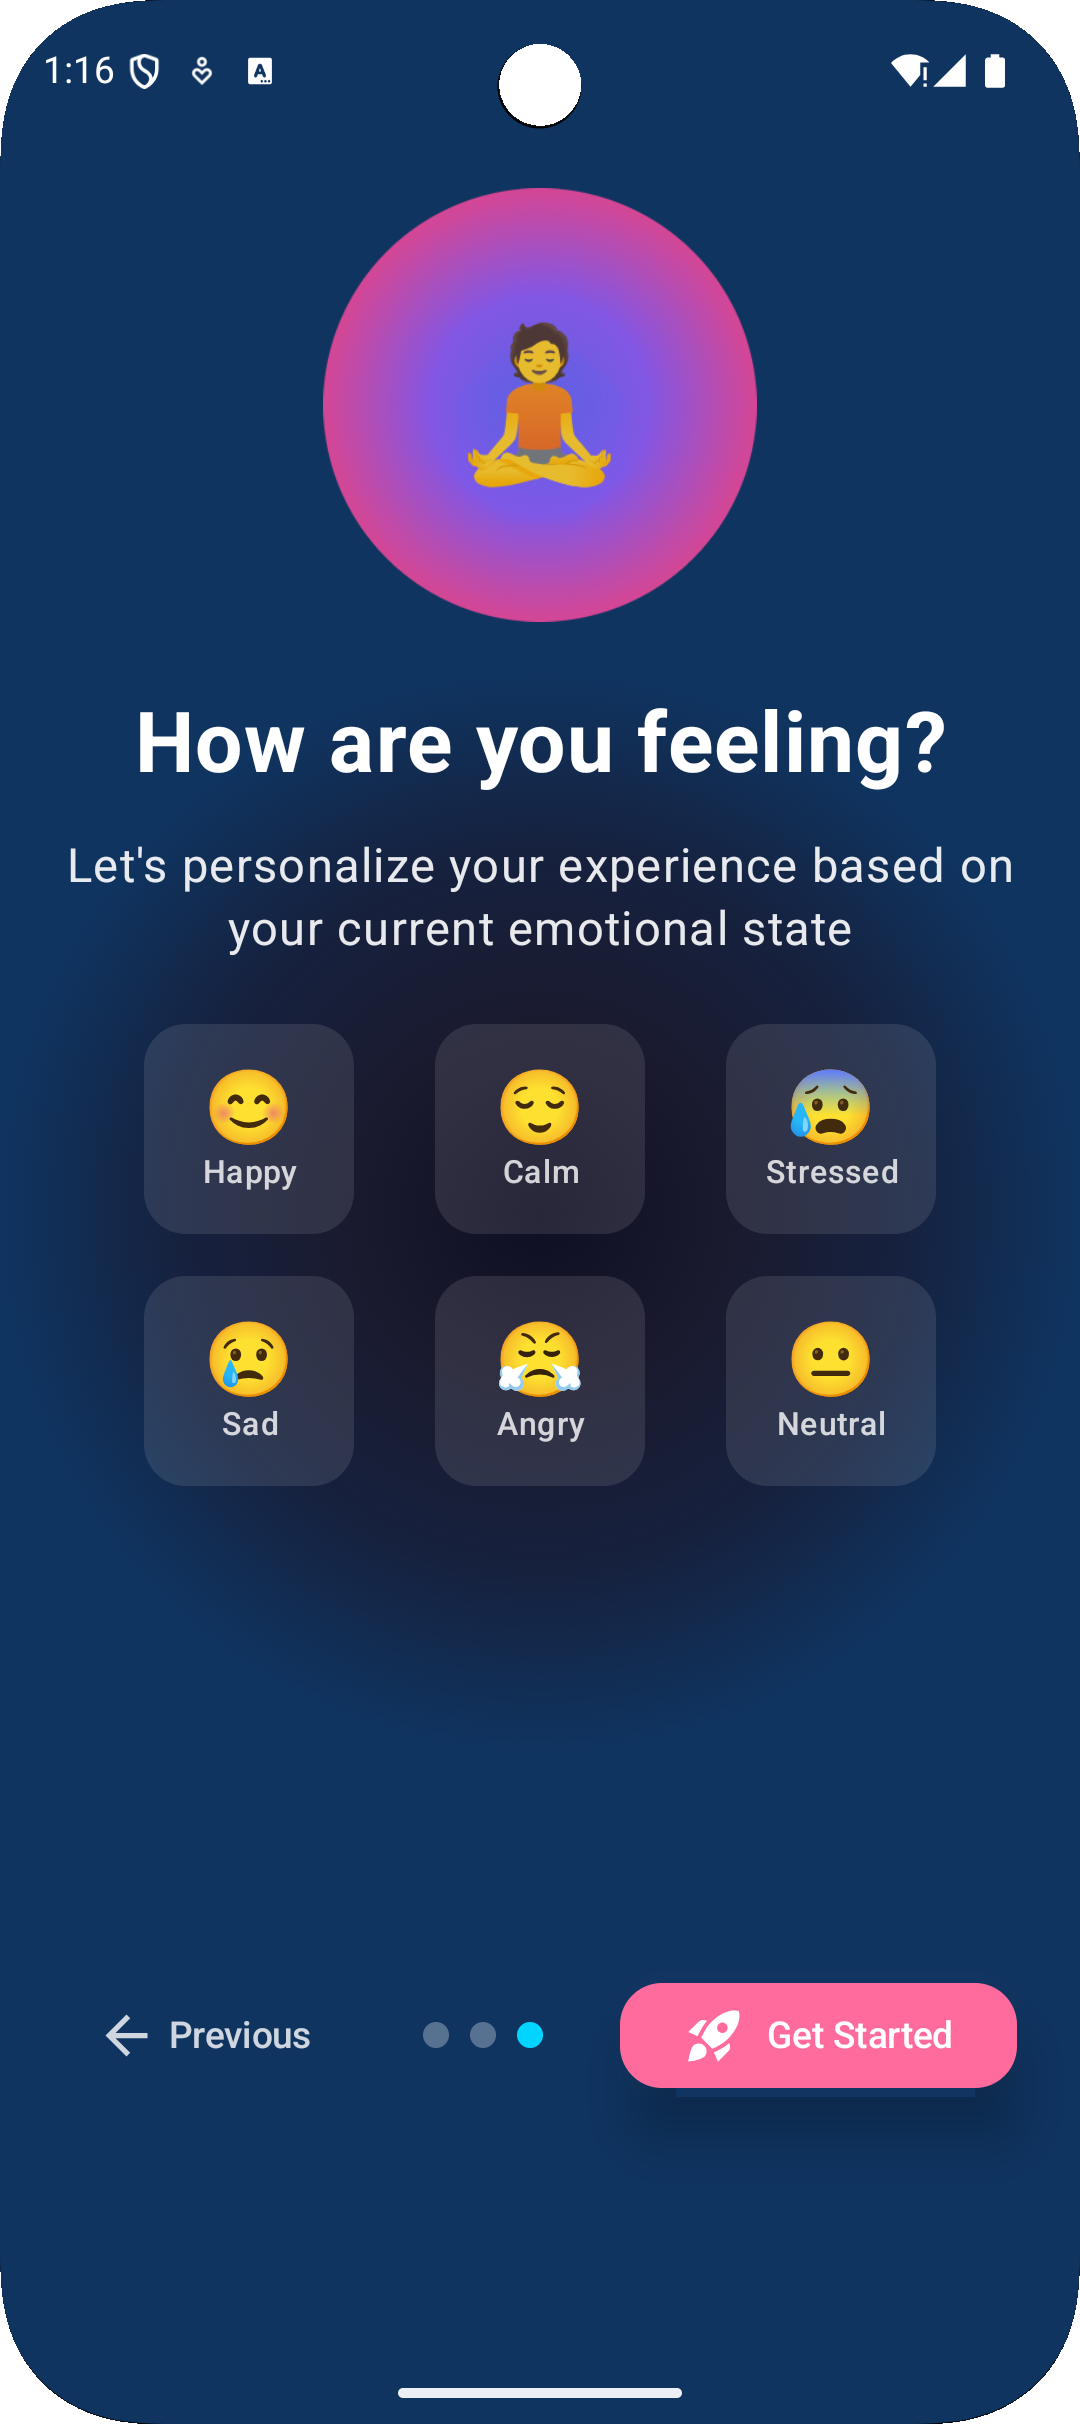 1:16
How are you feeling?
Let's personalize your experience based on
your current emotional state
Happy
Calm
Stressed
Sad
Angry
Neutral
Previous
Get Started